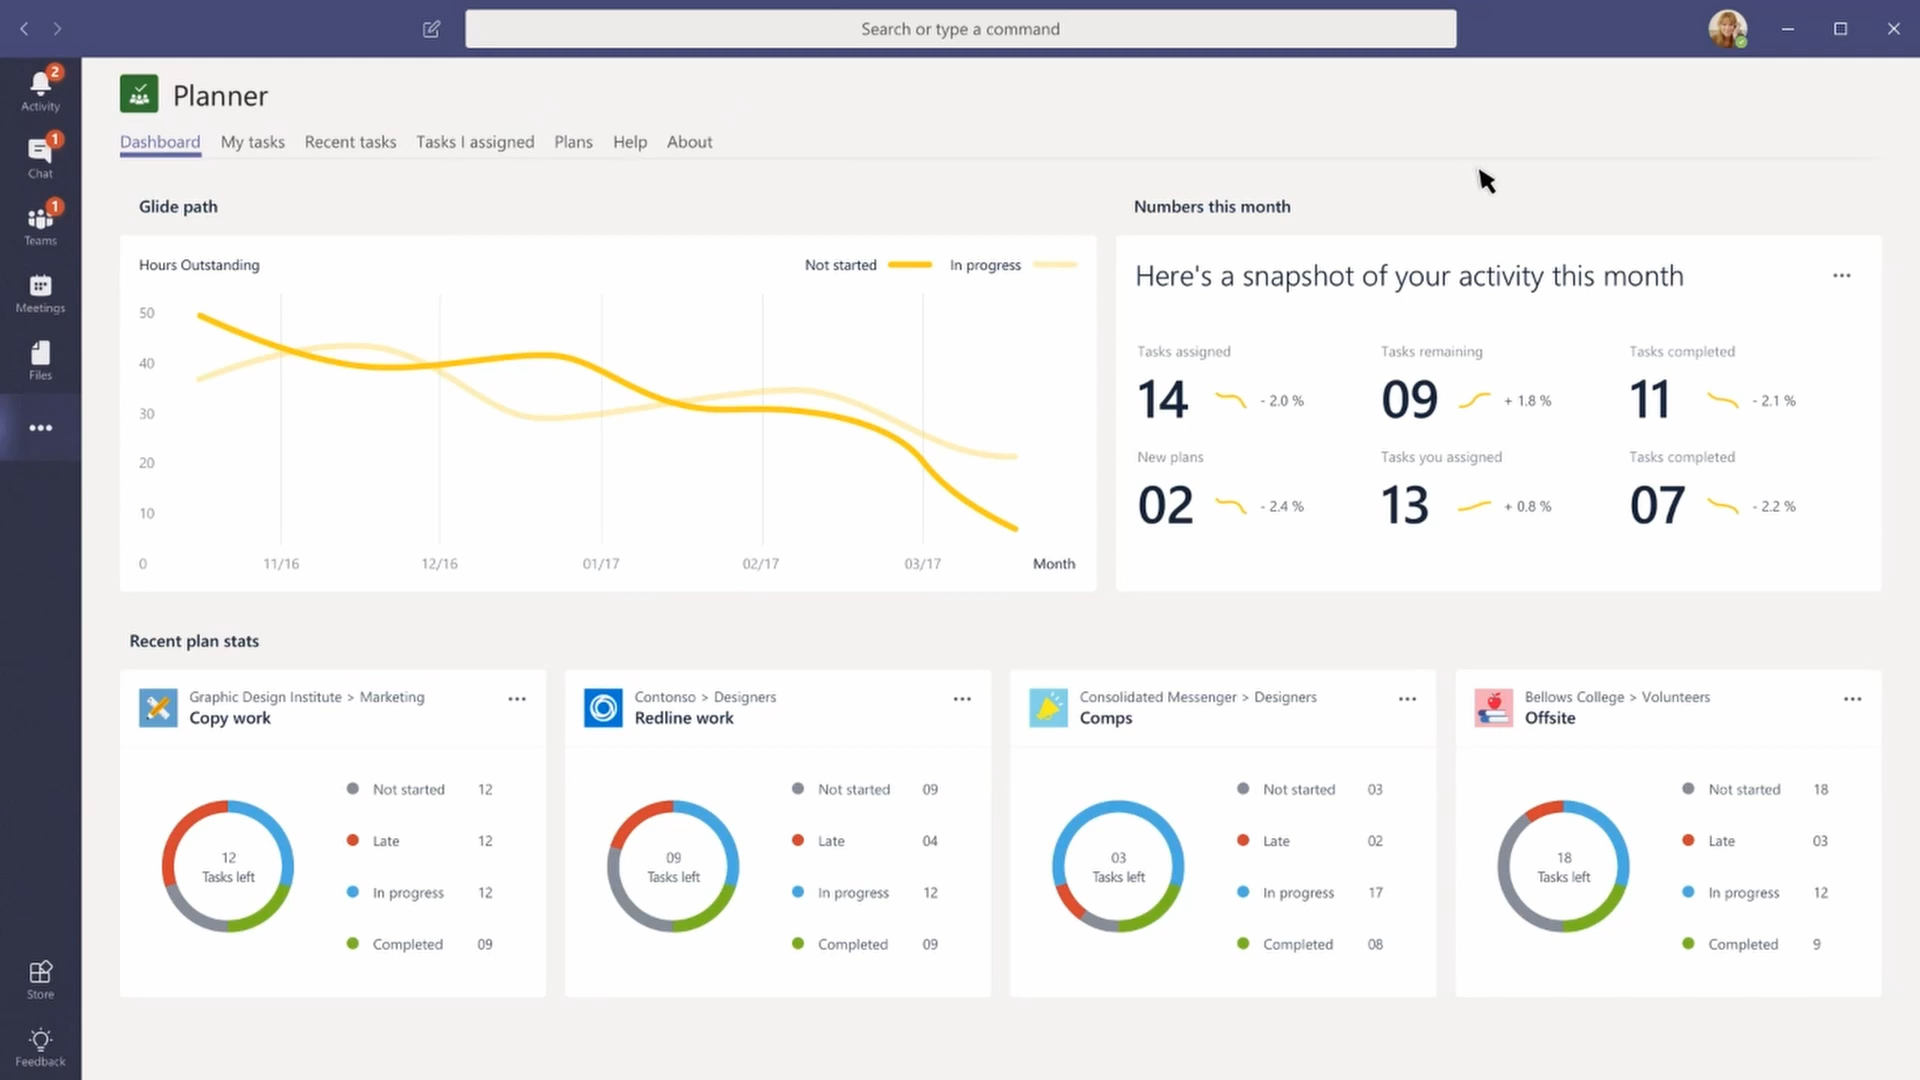 Search or type a command
2
Activity
1
Chat
1
Teams
Meetings
Files
Store
Feedback
Planner
Dashboard My tasks Recent tasks Tasks I assigned Plans Help About
Glide path
Hours Outstanding Not started In progress
50
40
30
20
10
0 11/16 12/16 01/17 02/17 03/17 Month
Numbers this month
Here's a snapshot of your activity this month
Tasks assigned Tasks remaining Tasks completed
14 - 2.0 % 09 + 1.8 % 11 - 2.1 %
New plans Tasks you assigned Tasks completed
02 - 2.4 % 13 + 0.8 % 07 - 2.2 %
Recent plan stats
Graphic Design Institute > Marketing
Copy work
12
Tasks left
Not started 12
Late 12
In progress 12
Completed 09
Contonso > Designers
Redline work
09
Tasks left
Not started 09
Late 04
In progress 12
Completed 09
Consolidated Messenger > Designers
Comps
03
Tasks left
Not started 03
Late 02
In progress 17
Completed 08
Bellows College > Volunteers
Offsite
18
Tasks left
Not started 18
Late 03
In progress 12
Completed 9